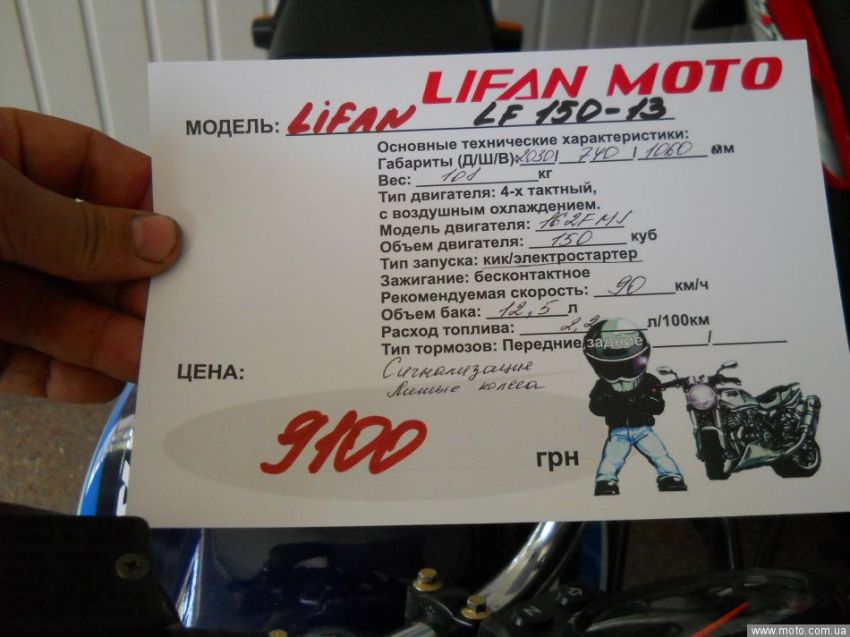 LIFAN MOTO
МОДЕЛЬ: LiFAN LF 150-13
Основные технические характеристики:
Габариты (Д/Ш/В): 2030/ 740 / 1060 мм
Вес: 101 кг
Тип двигателя: 4-х тактный,
с воздушным охлаждением.
Модель двигателя: 162FMJ
Объем двигателя: 150 куб
Тип запуска: кик/электростартер
Зажигание: бесконтактное
Рекомендуемая скорость: 90 км/ч
Объем бака: 12,5 л
Расход топлива: 2,2 л/100км
Тип тормозов: Передние/задние / /
ЦЕНА:
Сигнализация
Литые колеса
9100 грн
www.moto.com.ua